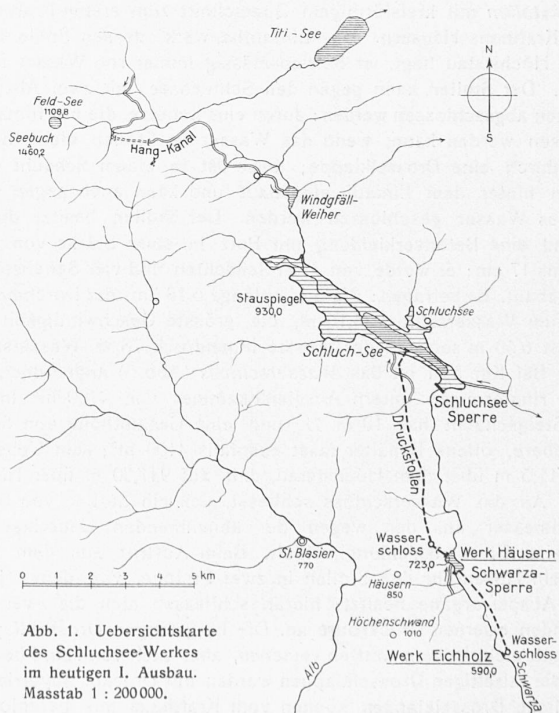 Titi-See
N
Feld-See
1108,8
Seebuck
1460,2
Hang-Kanal
Windgfäll-
Weiher
Stauspiegel
930,0
Schluchsee
Schluch-See
Schluchsee
Sperre
Druckstollen
Wasser-
schloss
723,0
Werk Häusern
Schwarza-
Sperre
St. Blasien
770
Häusern
850
Höchenschwand
1010
Wasser-
schloss
Werk Eichholz
590,0
Alb
Schwarza
0 1 2 3 4 5 km
Abb. 1. Uebersichtskarte
des Schluchsee-Werkes
im heutigen 1. Ausbau.
Masstab 1 : 200 000.